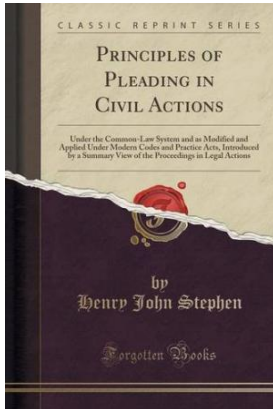 CLASSIC REPRINT SERIES
PRINCIPLES OF
PLEADING IN
CIVIL ACTIONS
Under the Common-Law System and as Modified and
Applied Under Modern Codes and Practice Acts, Introduced
by a Summary View of the Proceedings in Legal Actions
by
Henry John Stephen
Forgotten Books